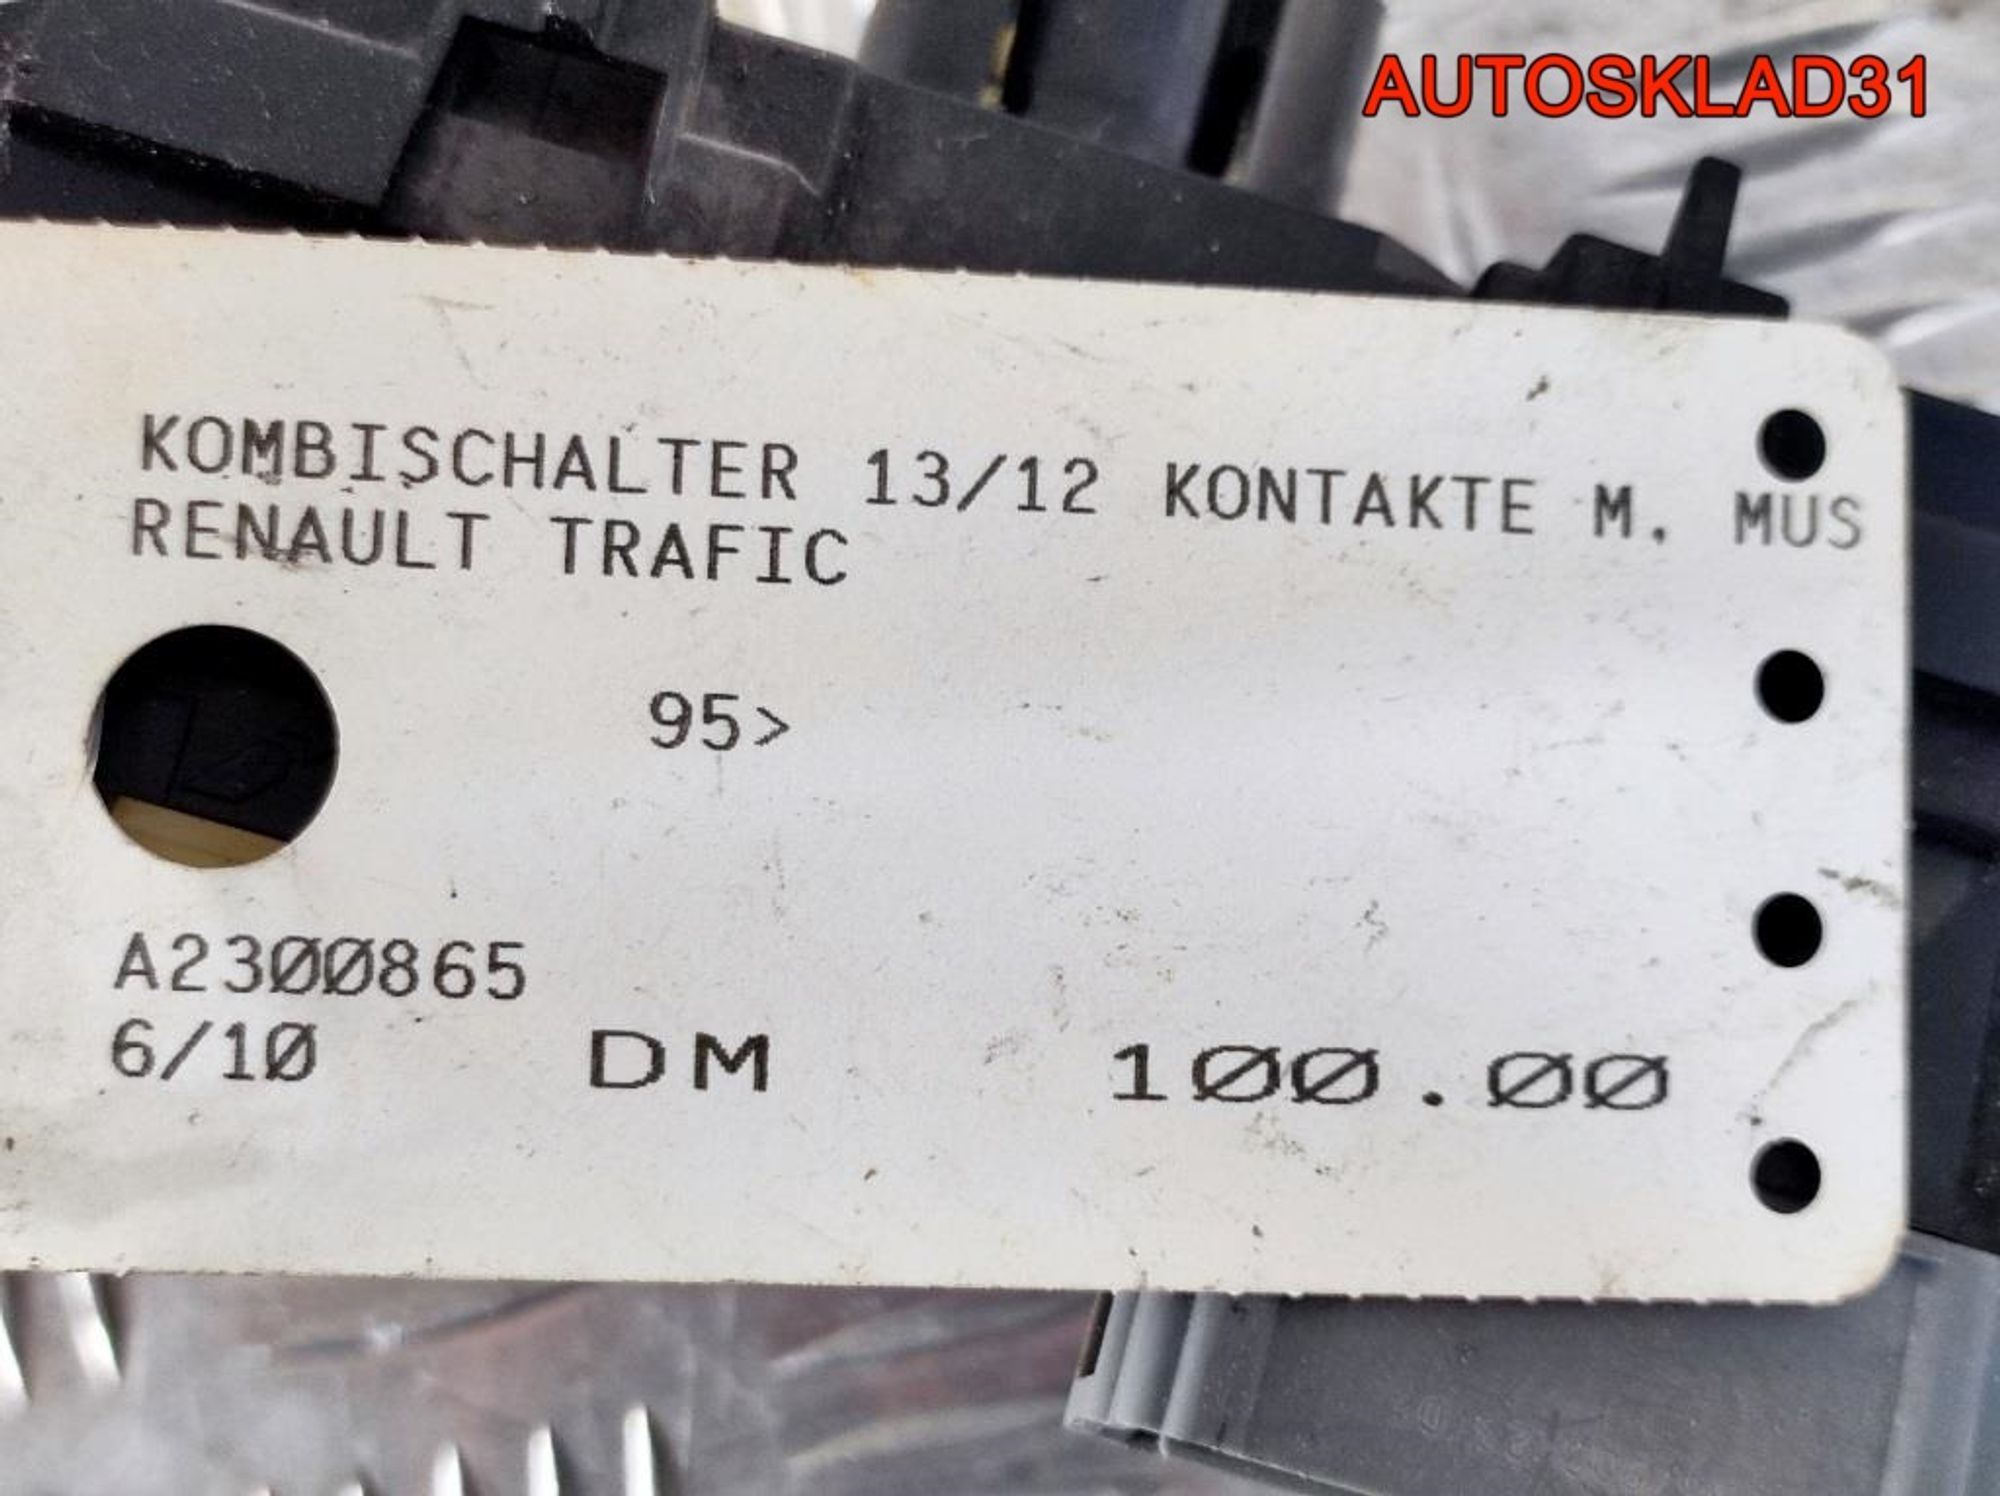 AUTOSKLAD31
KOMBISCHALTER 13/12 KONTAKTE M. MUS
RENAULT TRAFIC
95>
A2300865
6/10 DM 100.00